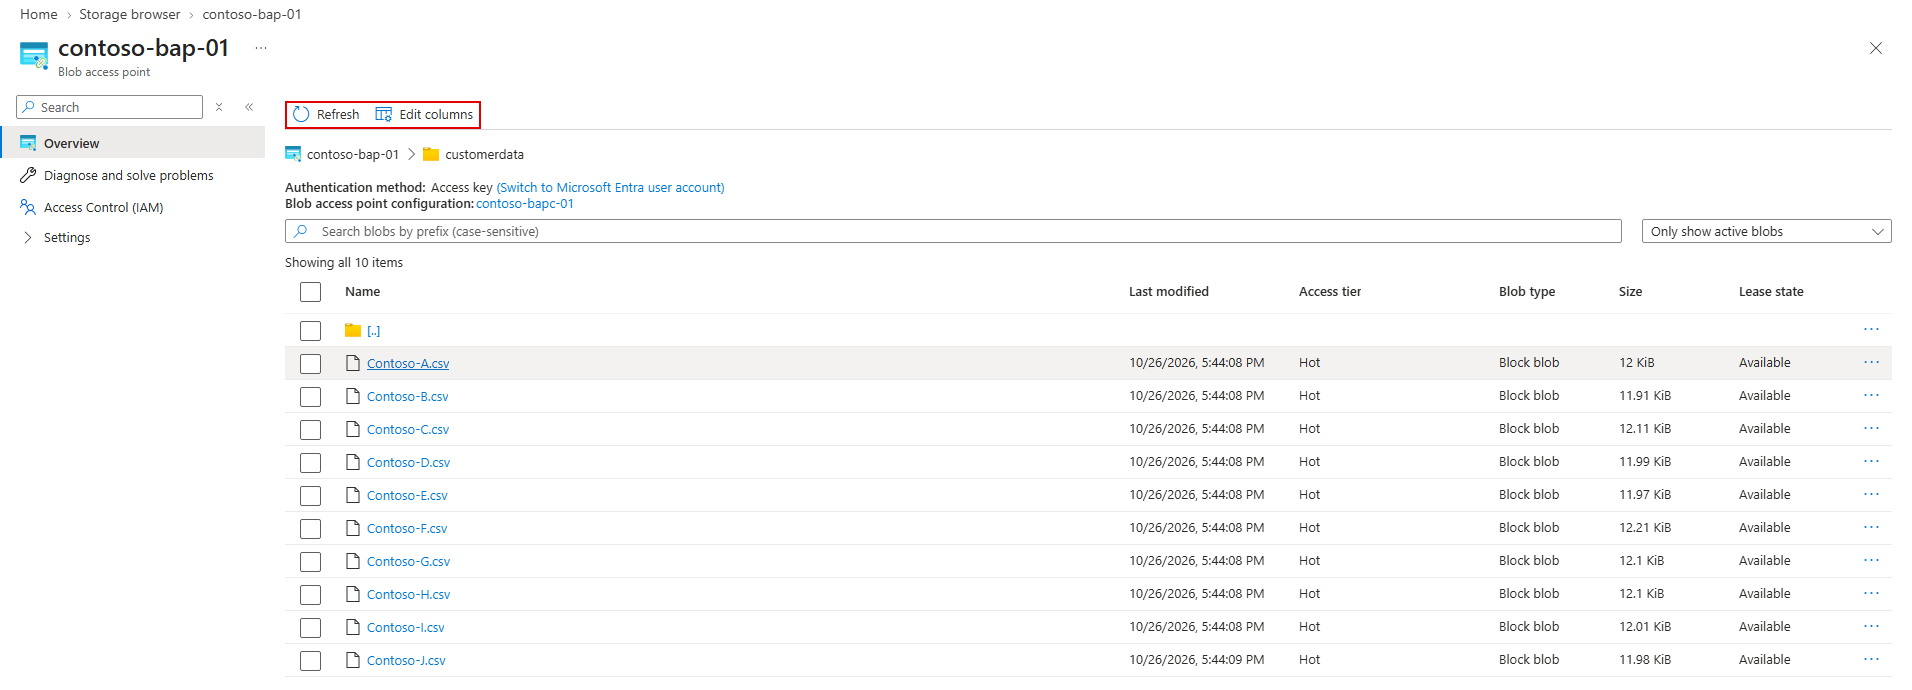 Home > Storage browser > contoso-bap-01
contoso-bap-01 ...
Blob access point
Search
Overview
Diagnose and solve problems
Access Control (IAM)
Settings
Refresh Edit columns
contoso-bap-01 > customerdata
Authentication method: Access key (Switch to Microsoft Entra user account)
Blob access point configuration: contoso-bapc-01
Search blobs by prefix (case-sensitive) Only show active blobs
Showing all 10 items
Name Last modified Access tier Blob type Size Lease state
[..] ...
Contoso-A.csv 10/26/2026, 5:44:08 PM Hot Block blob 12 KiB Available ...
Contoso-B.csv 10/26/2026, 5:44:08 PM Hot Block blob 11.91 KiB Available ...
Contoso-C.csv 10/26/2026, 5:44:08 PM Hot Block blob 12.11 KiB Available ...
Contoso-D.csv 10/26/2026, 5:44:08 PM Hot Block blob 11.99 KiB Available ...
Contoso-E.csv 10/26/2026, 5:44:08 PM Hot Block blob 11.97 KiB Available ...
Contoso-F.csv 10/26/2026, 5:44:08 PM Hot Block blob 12.21 KiB Available ...
Contoso-G.csv 10/26/2026, 5:44:08 PM Hot Block blob 12.1 KiB Available ...
Contoso-H.csv 10/26/2026, 5:44:08 PM Hot Block blob 12.1 KiB Available ...
Contoso-I.csv 10/26/2026, 5:44:08 PM Hot Block blob 12.01 KiB Available ...
Contoso-J.csv 10/26/2026, 5:44:09 PM Hot Block blob 11.98 KiB Available ...